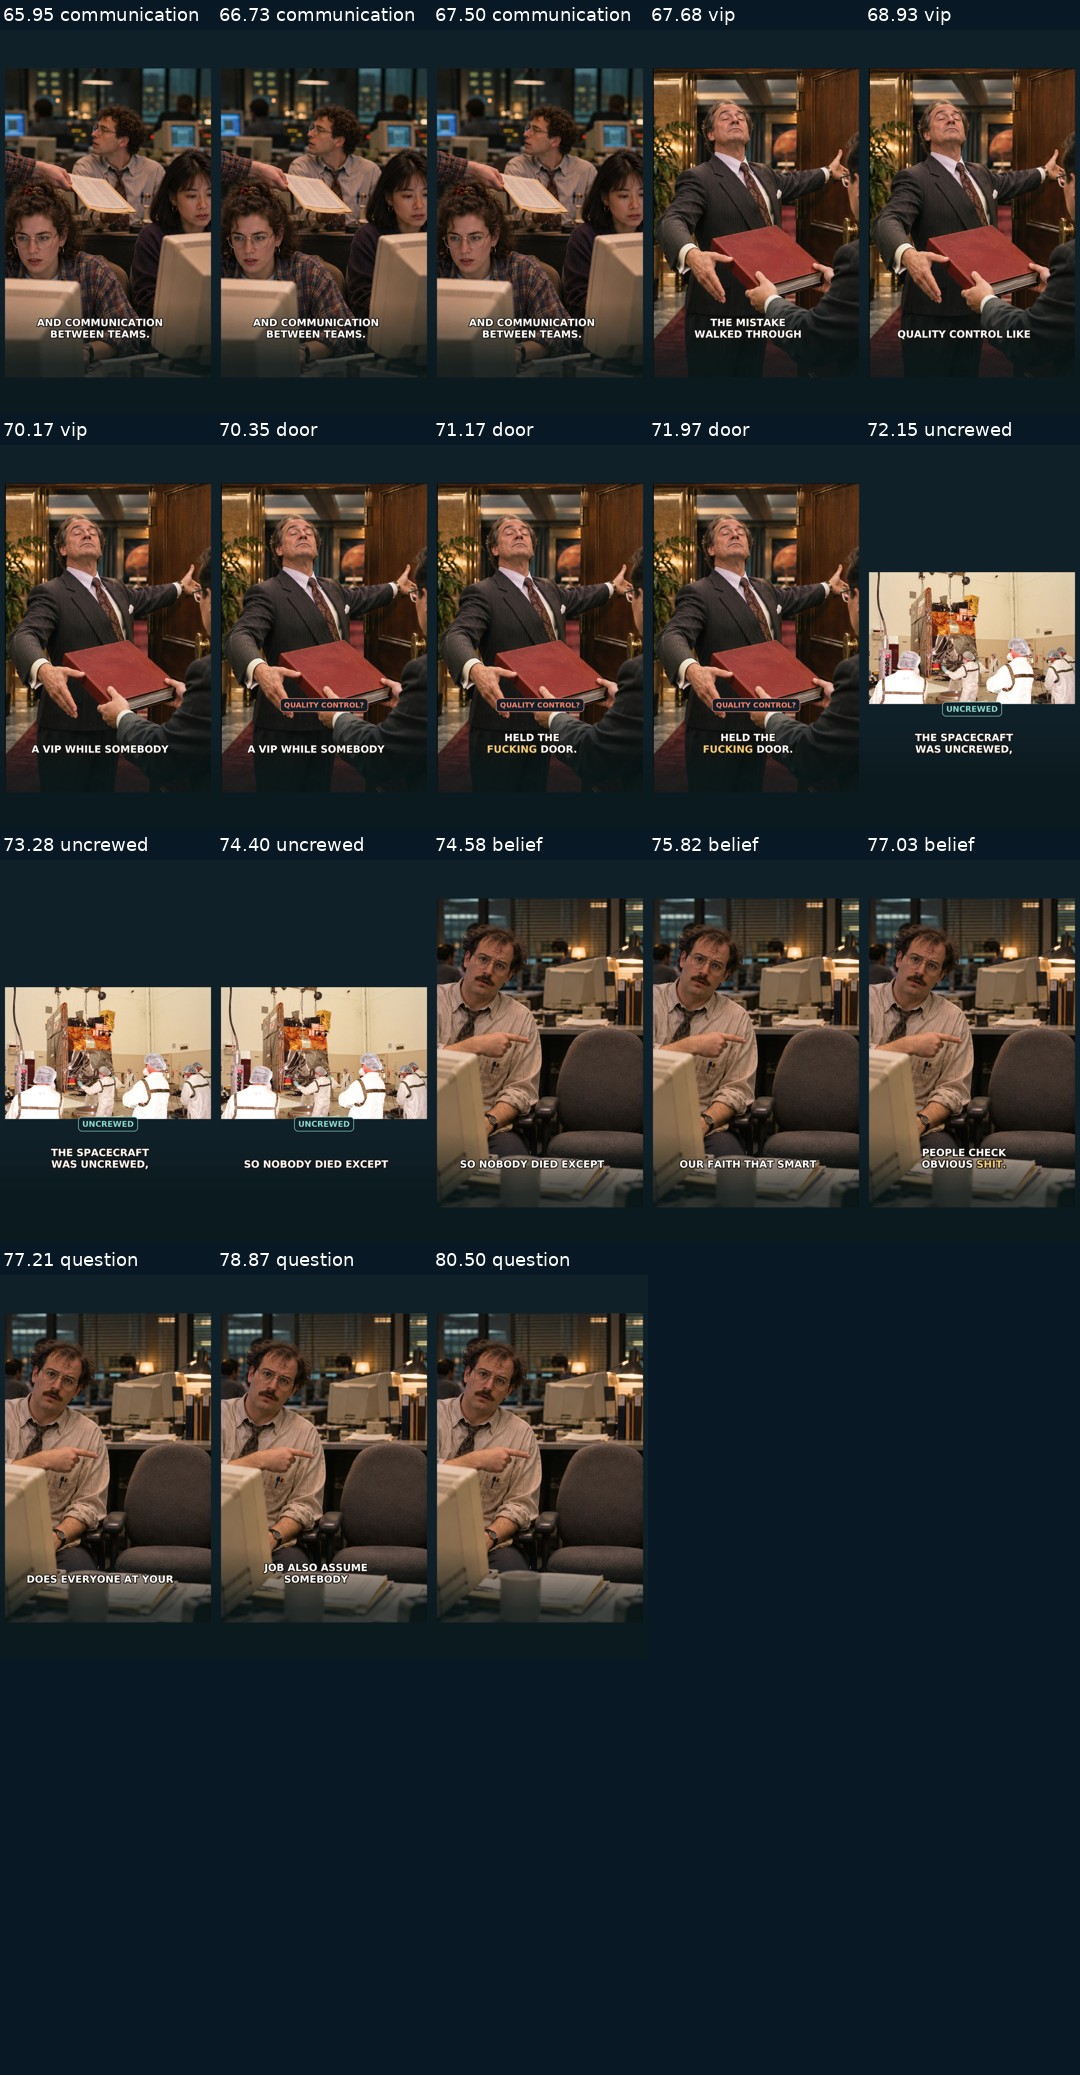 65.95 communication
66.73 communication
67.50 communication
67.68 vip
68.93 vip
AND COMMUNICATION
BETWEEN TEAMS.
AND COMMUNICATION
BETWEEN TEAMS.
AND COMMUNICATION
BETWEEN TEAMS.
THE MISTAKE
WALKED THROUGH
QUALITY CONTROL LIKE
70.17 vip
70.35 door
71.17 door
71.97 door
72.15 uncrewed
A VIP WHILE SOMEBODY
QUALITY CONTROL?
A VIP WHILE SOMEBODY
QUALITY CONTROL?
HELD THE
FUCKING DOOR.
QUALITY CONTROL?
HELD THE
FUCKING DOOR.
UNCREWED
THE SPACECRAFT
WAS UNCREWED,
73.28 uncrewed
74.40 uncrewed
74.58 belief
75.82 belief
77.03 belief
UNCREWED
THE SPACECRAFT
WAS UNCREWED,
UNCREWED
SO NOBODY DIED EXCEPT
SO NOBODY DIED EXCEPT
OUR FAITH THAT SMART
PEOPLE CHECK
OBVIOUS SHIT.
77.21 question
78.87 question
80.50 question
DOES EVERYONE AT YOUR
JOB ALSO ASSUME
SOMEBODY